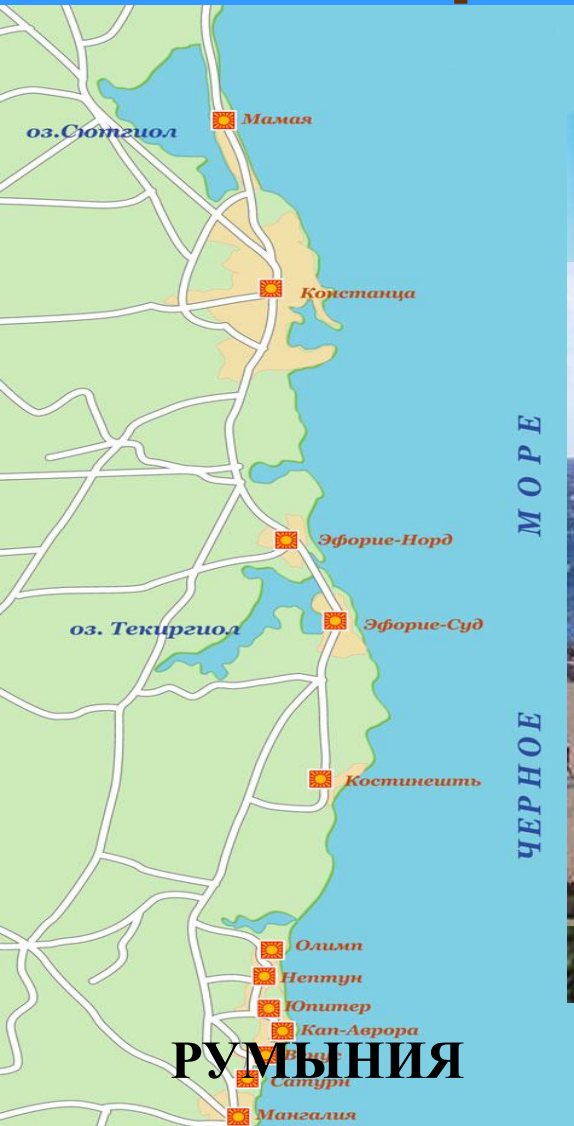 Мамая
оз.Сютгиол
Констанца
МОРЕ
Эфорие-Норд
Эфорие-Суд
оз. Текиргиол
ЧЕРНОЕ
Костинешть
Олимп
Нептун
Юпитер
Кап-Аврора
РУМЫНИЯ
Сатурн
Мангалия